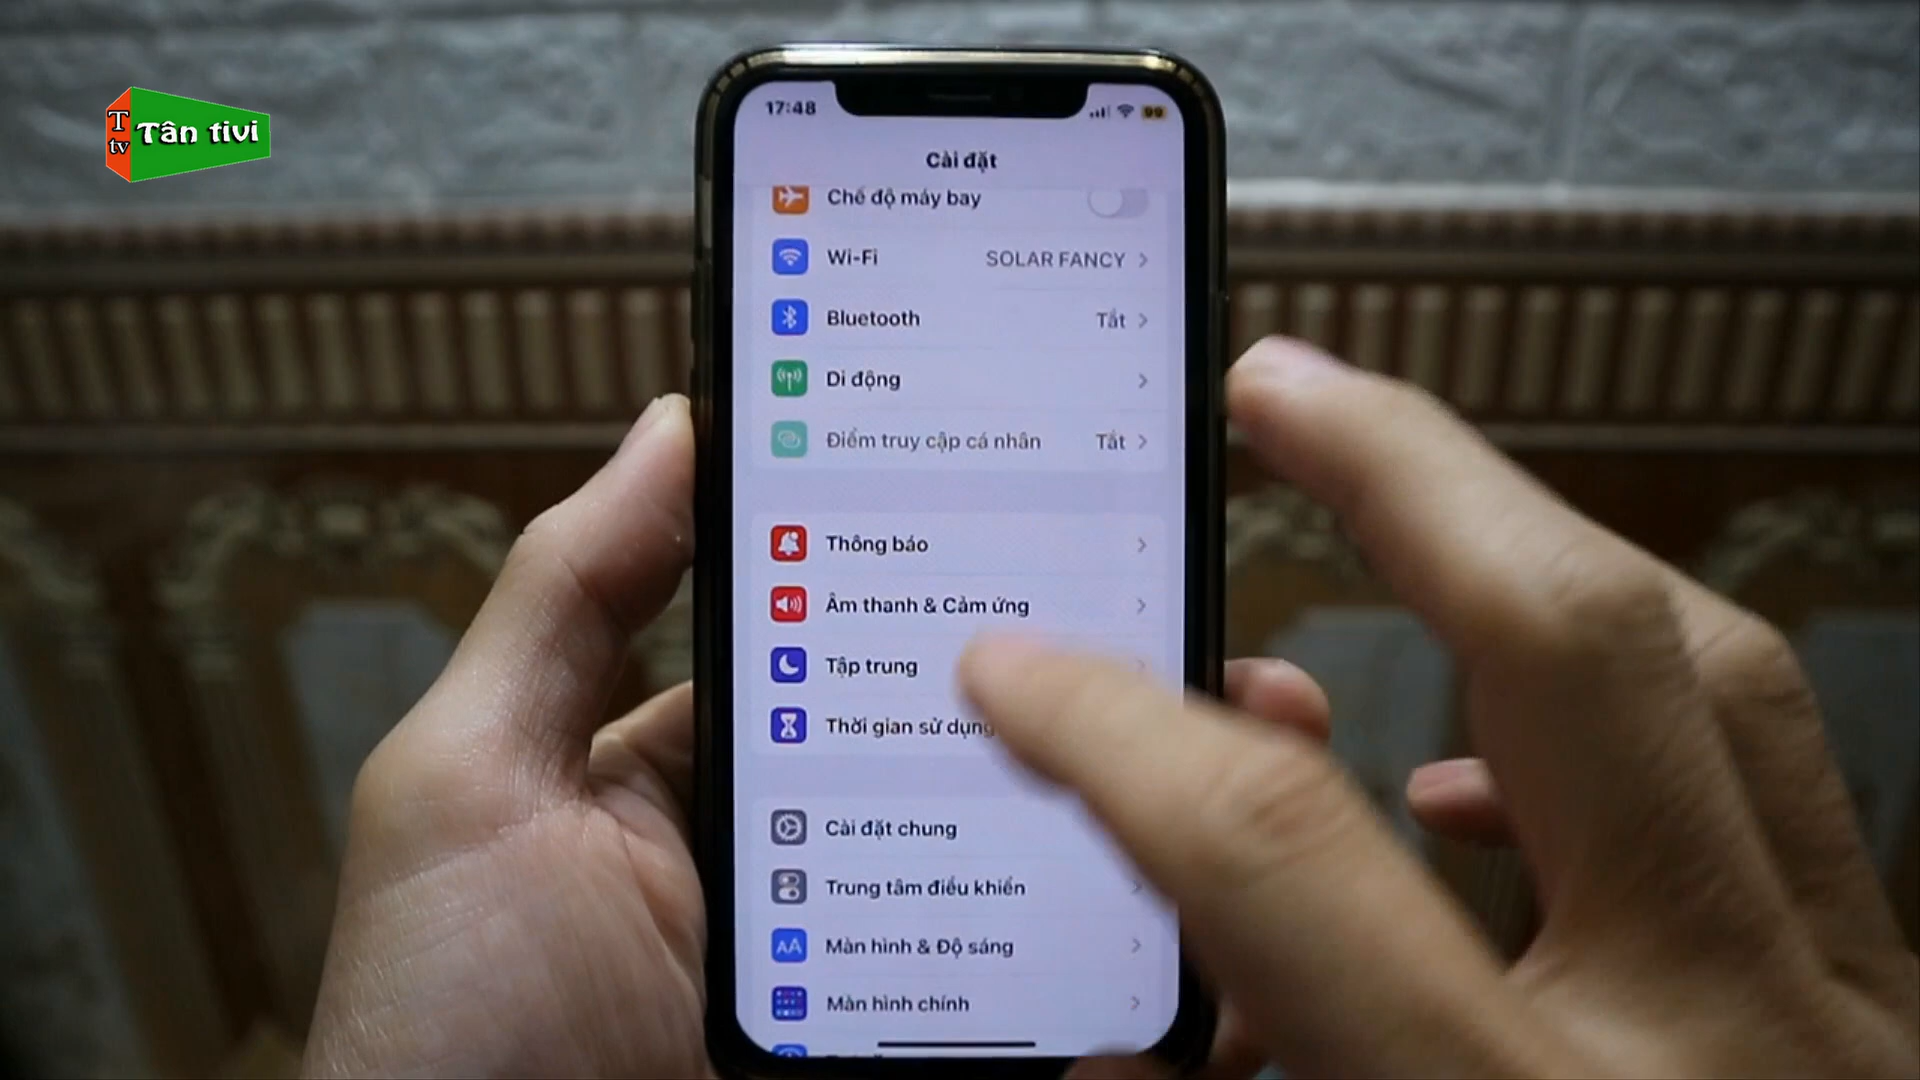 T
tv
Tân tivi
17:48
99
Cài đặt
Chế độ máy bay
Wi-Fi SOLAR FANCY
Bluetooth Tắt
Di động
Điểm truy cập cá nhân Tắt
Thông báo
Âm thanh & Cảm ứng
Tập trung
Thời gian sử dụng
Cài đặt chung
Trung tâm điều khiển
AA Màn hình & Độ sáng
Màn hình chính